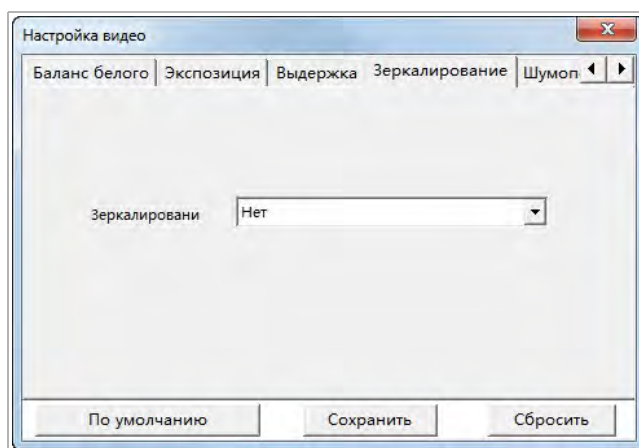 Настройка видео
Баланс белого Экспозиция Выдержка Зеркалирование Шумоп
Зеркалировани Нет
По умолчанию Сохранить Сбросить